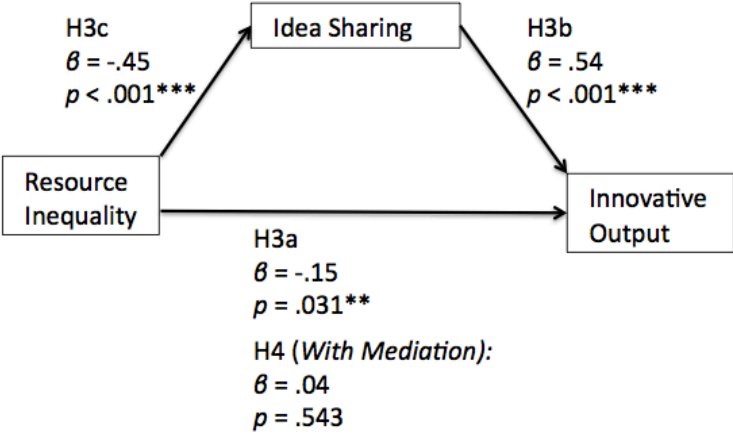 H3c
β = -.45
p < .001***
Idea Sharing
H3b
β = .54
p < .001***
Resource
Inequality
Innovative
Output
H3a
β = -.15
p = .031**
H4 (With Mediation):
β = .04
p = .543